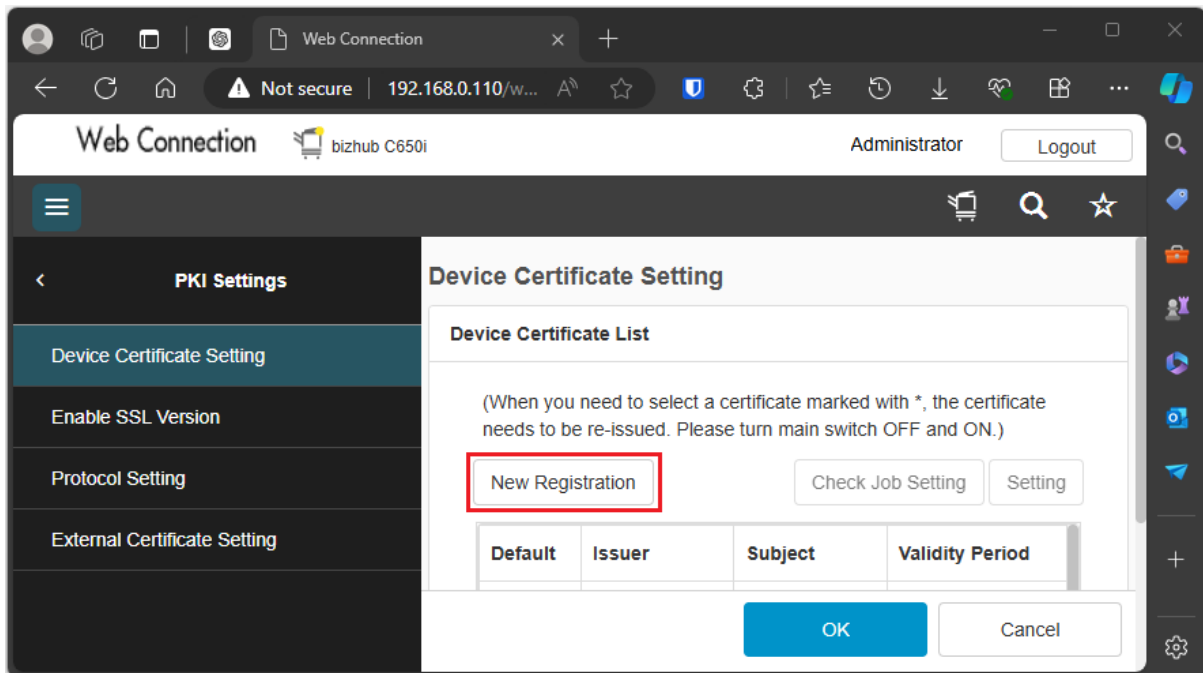 Web Connection
Not secure 192.168.0.110/w...
Web Connection bizhub C650i Administrator Logout
< PKI Settings
Device Certificate Setting
Enable SSL Version
Protocol Setting
External Certificate Setting
Device Certificate Setting
Device Certificate List
(When you need to select a certificate marked with *, the certificate
needs to be re-issued. Please turn main switch OFF and ON.)
New Registration Check Job Setting Setting
Default Issuer Subject Validity Period
OK Cancel